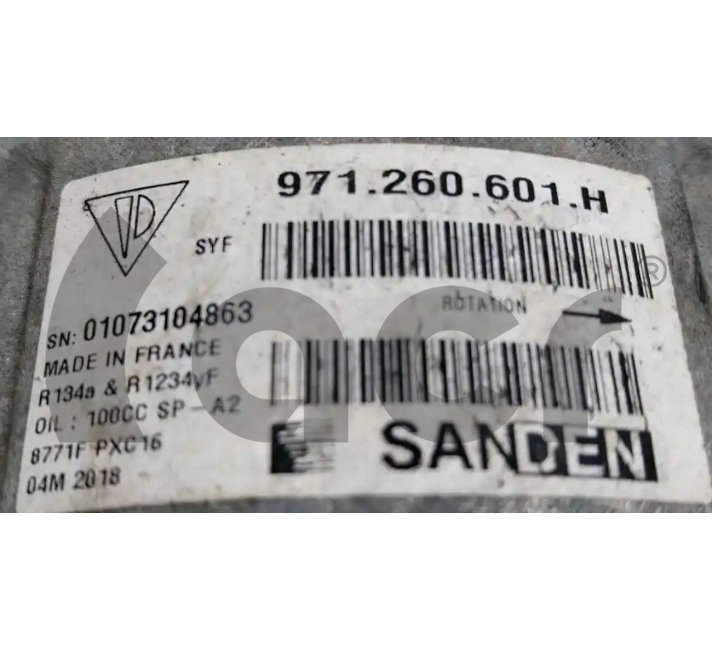 971.260.601.H
SYF
ROTATION
SN: 01073104863
MADE IN FRANCE
R134a & R1234yF
OIL : 100CC SP-A2
8771F PXC16
04M 2018
SANDEN
acr®